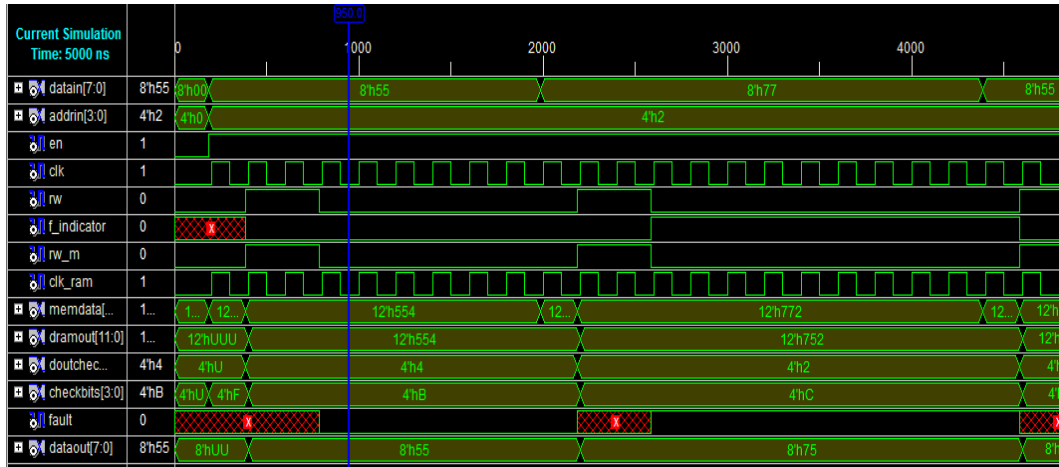 950.0
Current Simulation
Time: 5000 ns
0 1000 2000 3000 4000
datain[7:0] 8'h55 8'h00 8'h55 8'h77 8'h55
addrin[3:0] 4'h2 4'h0 4'h2
en 1
clk 1
rw 0
f_indicator 0 X
rw_m 0
clk_ram 1
memdata[... 1... 1... 12... 12'h554 12... 12'h772 12... 12'h
dramout[11:0] 1... 12'hUUU 12'h554 12'h752 12'h
doutchec... 4'h4 4'hU 4'h4 4'h2 4'h
checkbits[3:0] 4'hB 4'hU 4'hF 4'hB 4'hC 4'
fault 0 X X X
dataout[7:0] 8'h55 8'hUU 8'h55 8'h75 8'h